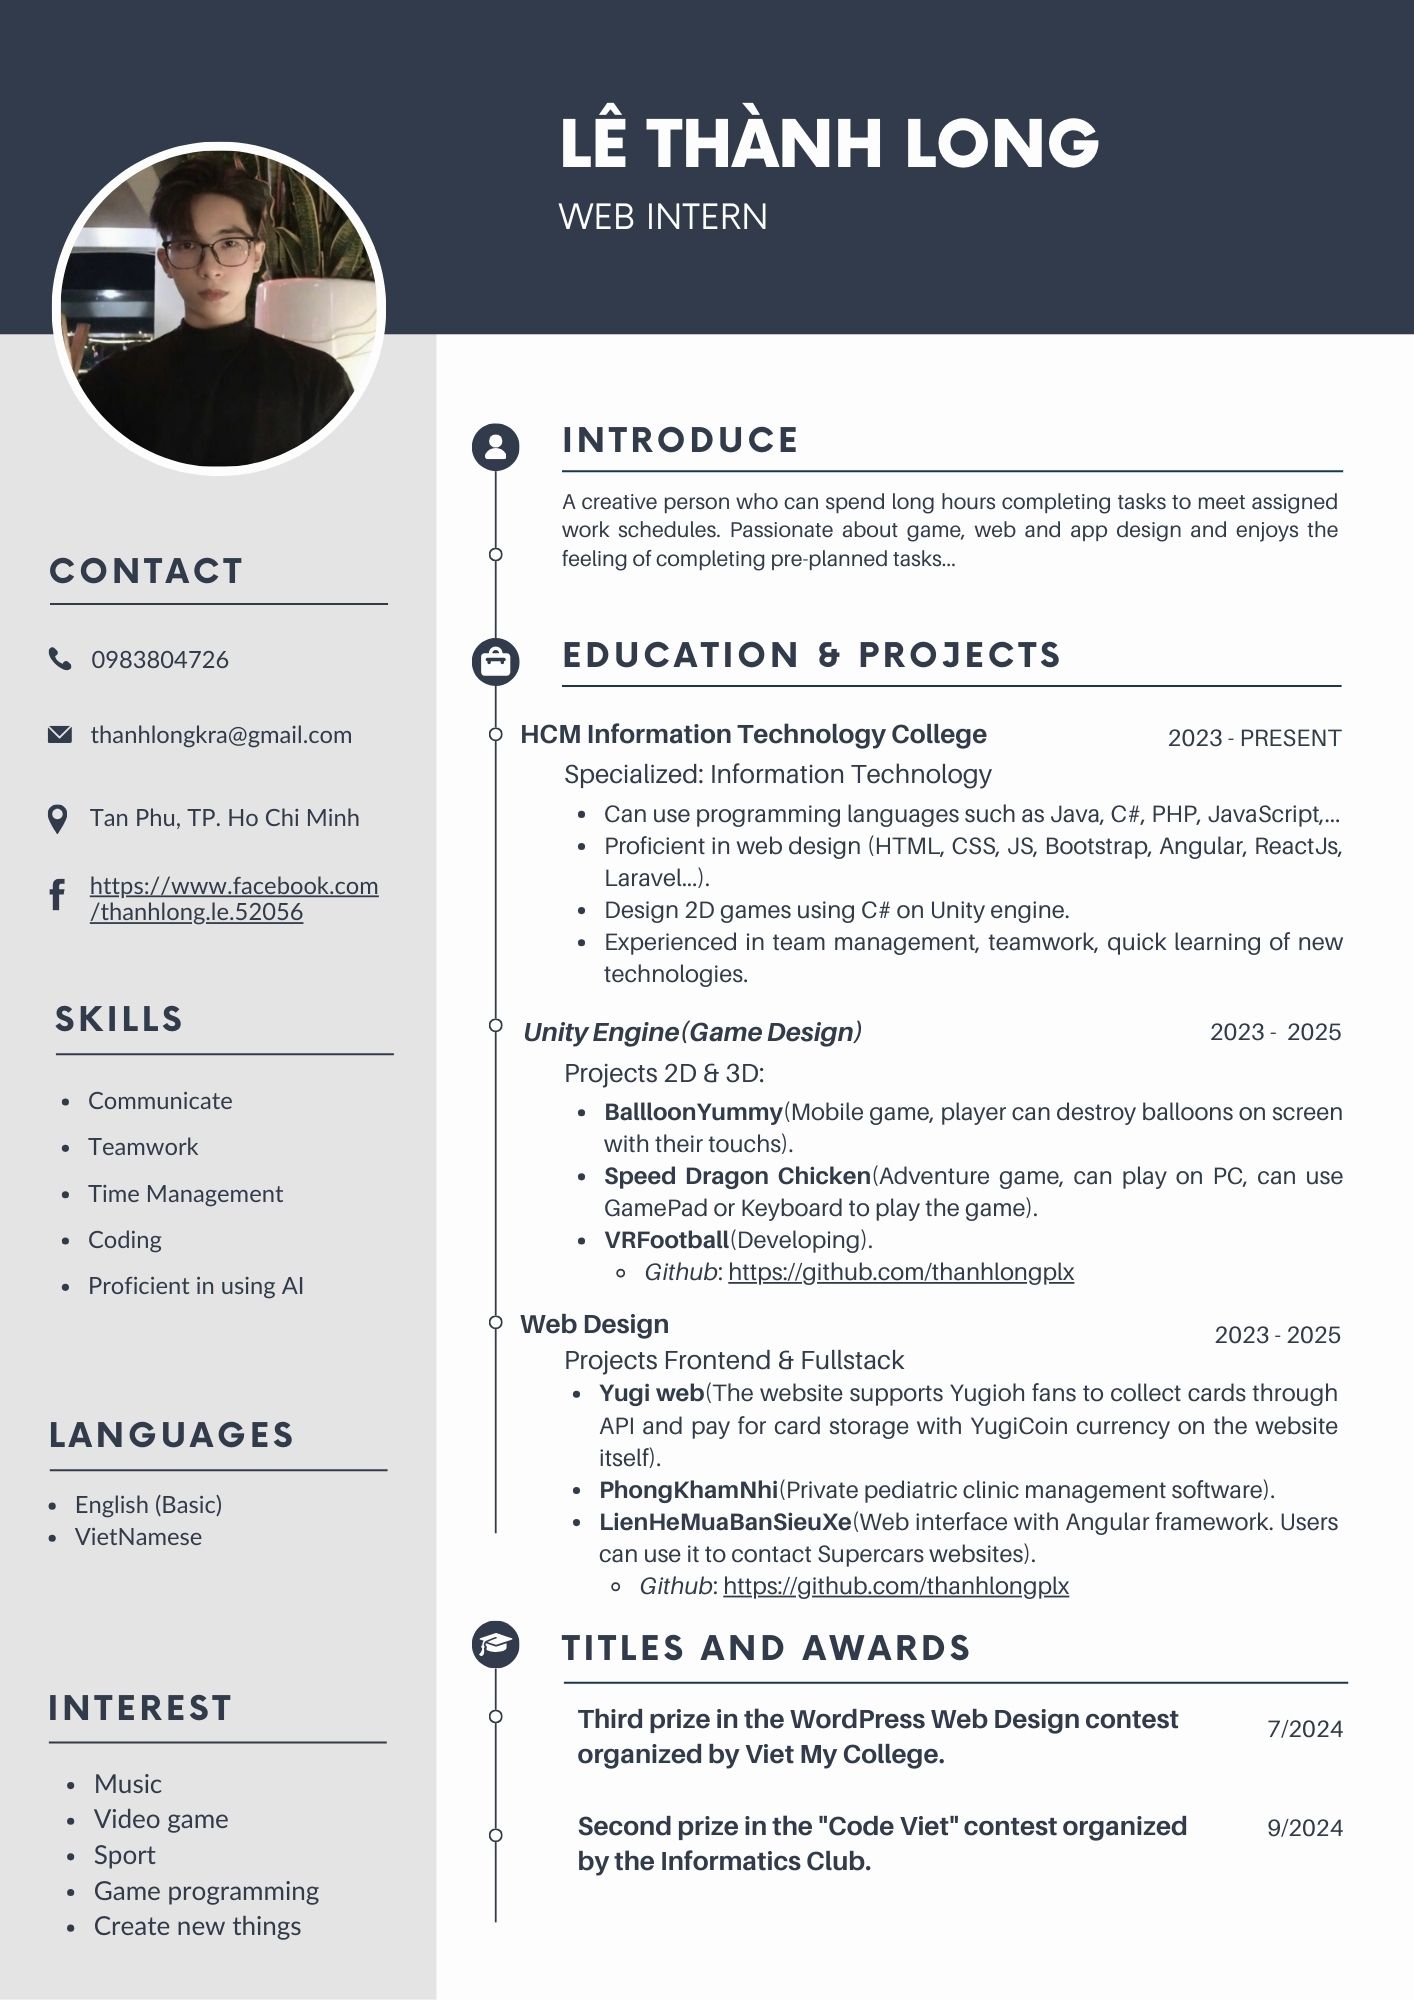 LÊ THÀNH LONG
WEB INTERN
CONTACT
0983804726
thanhlongkra@gmail.com
Tan Phu, TP. Ho Chi Minh
https://www.facebook.com
/thanhlong.le.52056
SKILLS
• Communicate
• Teamwork
• Time Management
• Coding
• Proficient in using AI
LANGUAGES
• English (Basic)
• VietNamese
INTEREST
• Music
• Video game
• Sport
• Game programming
• Create new things
INTRODUCE
A creative person who can spend long hours completing tasks to meet assigned
work schedules. Passionate about game, web and app design and enjoys the
feeling of completing pre-planned tasks...
EDUCATION & PROJECTS
HCM Information Technology College 2023 - PRESENT
Specialized: Information Technology
• Can use programming languages such as Java, C#, PHP, JavaScript,...
• Proficient in web design (HTML, CSS, JS, Bootstrap, Angular, ReactJs,
Laravel...).
• Design 2D games using C# on Unity engine.
• Experienced in team management, teamwork, quick learning of new
technologies.
Unity Engine(Game Design) 2023 - 2025
Projects 2D & 3D:
• BallloonYummy(Mobile game, player can destroy balloons on screen
with their touchs).
• Speed Dragon Chicken(Adventure game, can play on PC, can use
GamePad or Keyboard to play the game).
• VRFootball(Developing).
◦ Github: https://github.com/thanhlongplx
Web Design 2023 - 2025
Projects Frontend & Fullstack
• Yugi web(The website supports Yugioh fans to collect cards through
API and pay for card storage with YugiCoin currency on the website
itself).
• PhongKhamNhi(Private pediatric clinic management software).
• LienHeMuaBanSieuXe(Web interface with Angular framework. Users
can use it to contact Supercars websites).
◦ Github: https://github.com/thanhlongplx
TITLES AND AWARDS
Third prize in the WordPress Web Design contest 7/2024
organized by Viet My College.
Second prize in the "Code Viet" contest organized 9/2024
by the Informatics Club.